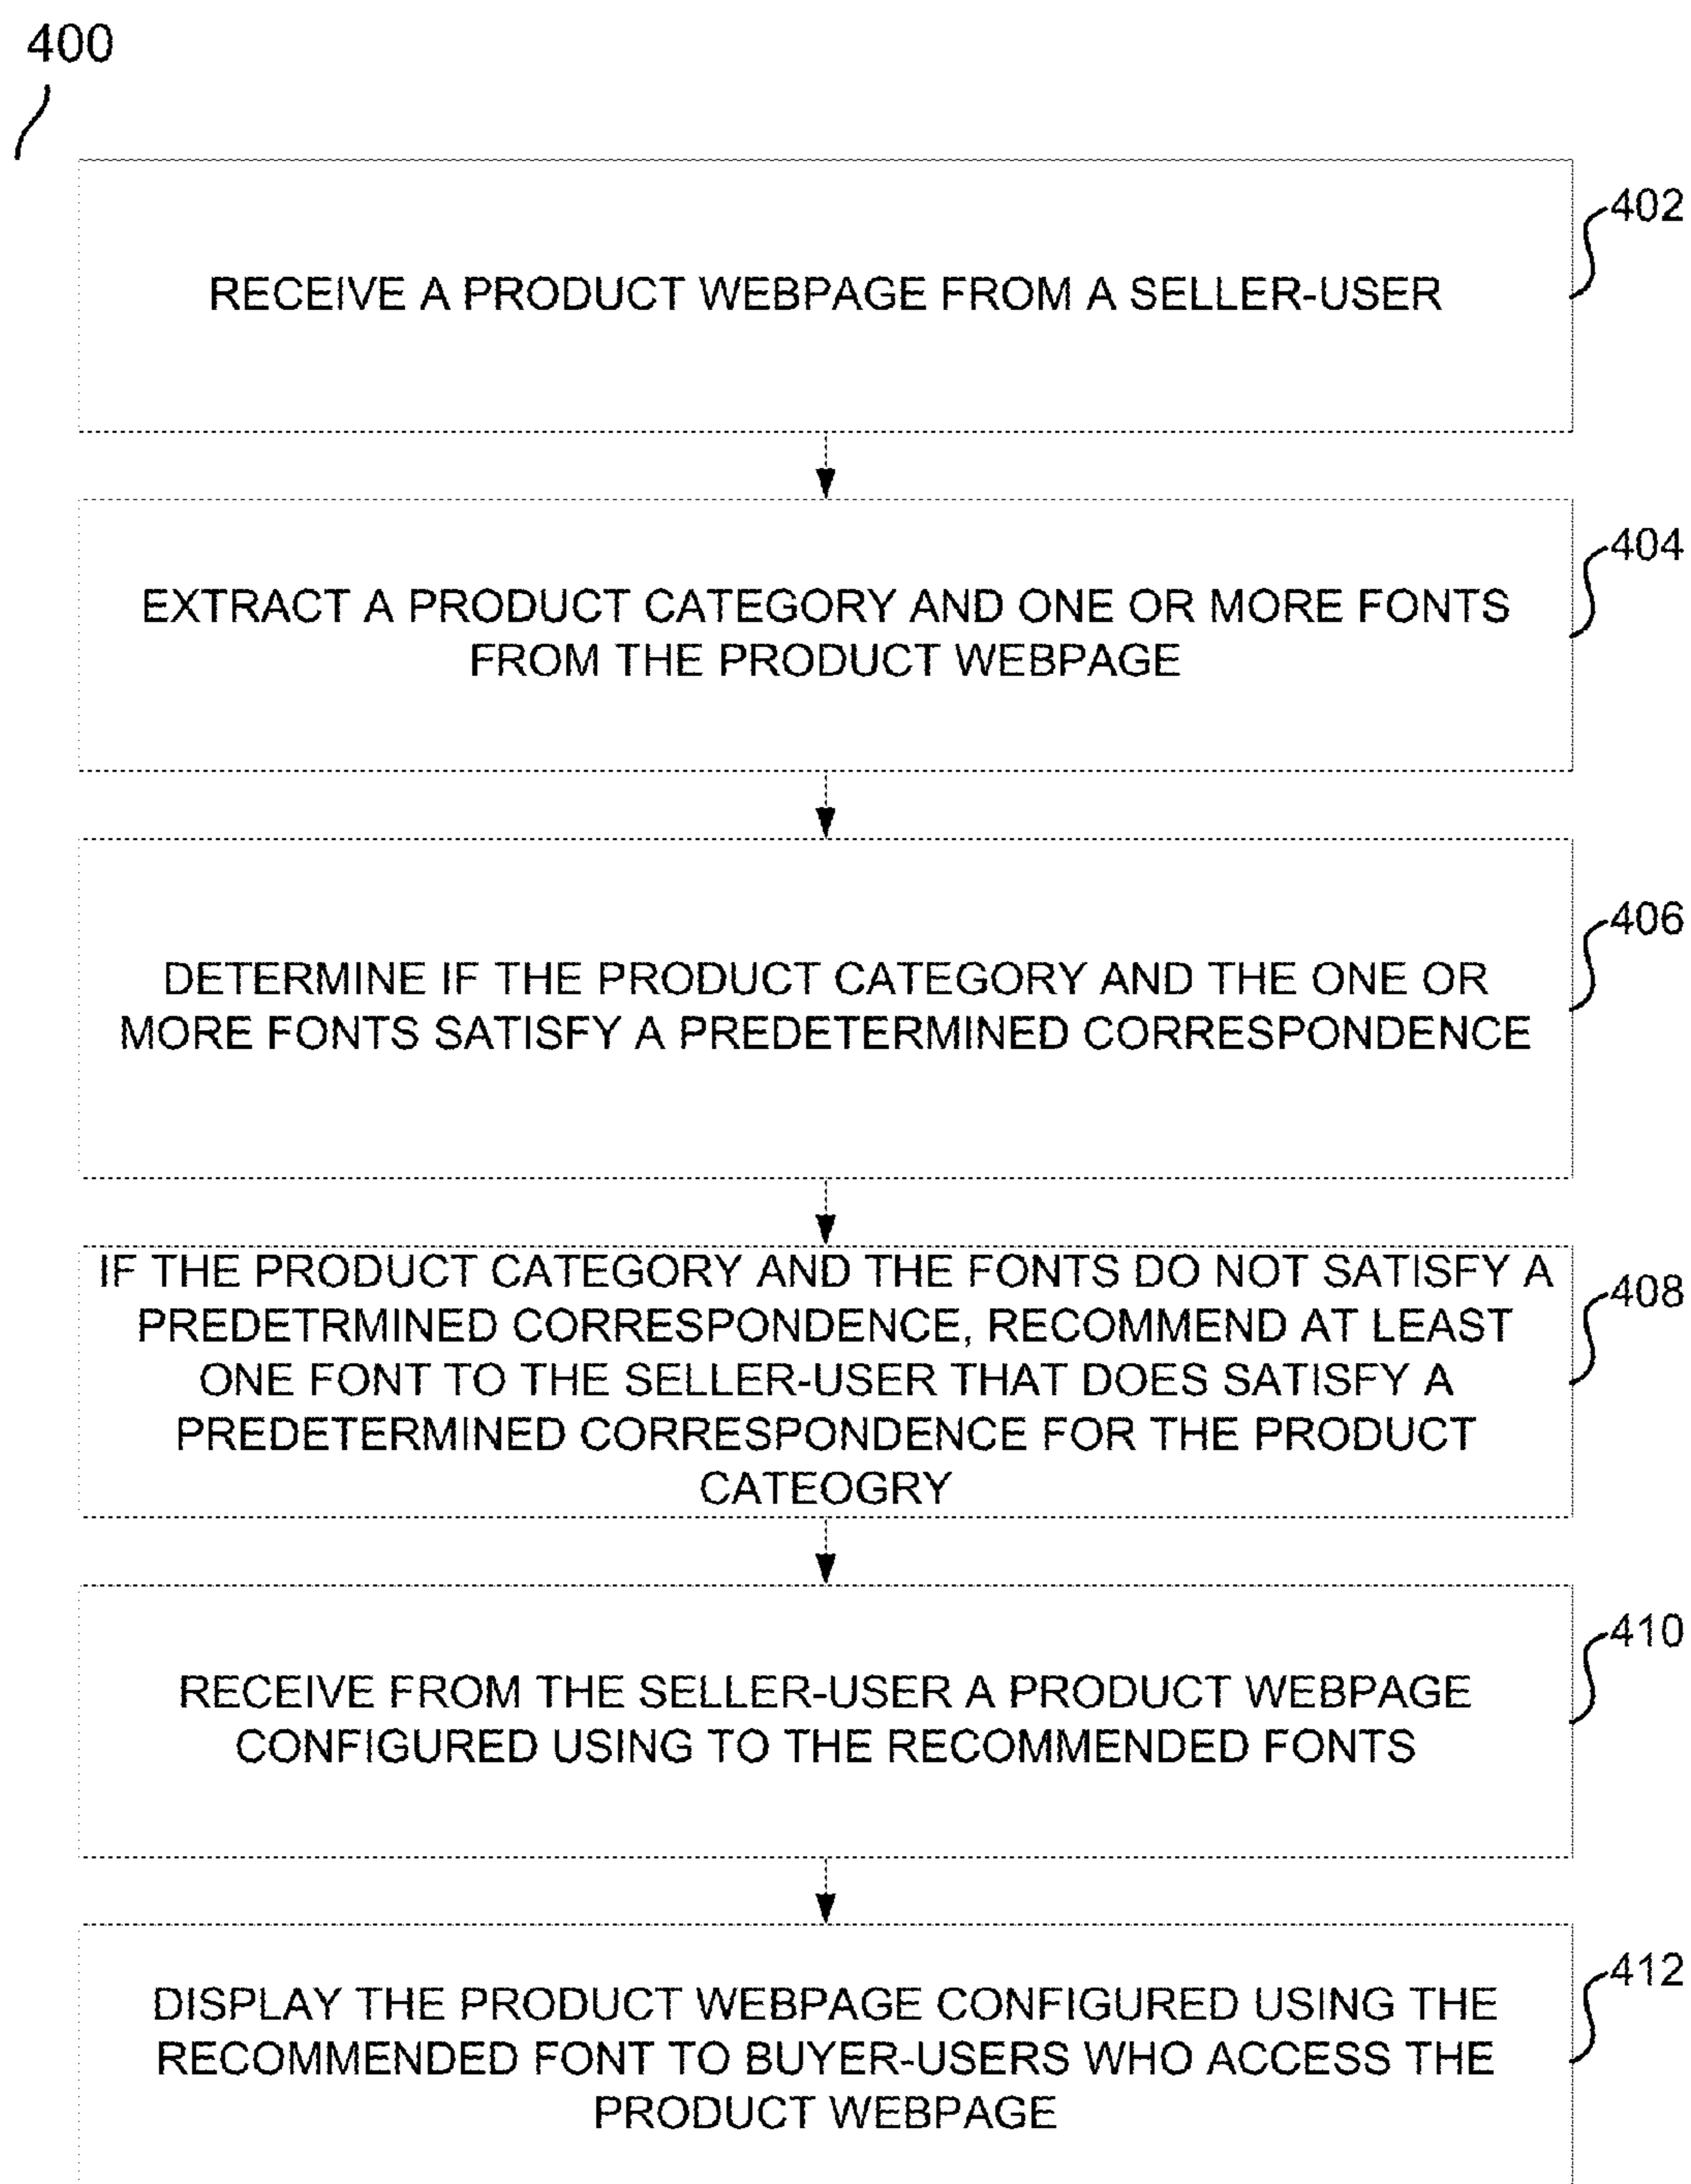 400
402
RECEIVE A PRODUCT WEBPAGE FROM A SELLER-USER
404
EXTRACT A PRODUCT CATEGORY AND ONE OR MORE FONTS
FROM THE PRODUCT WEBPAGE
406
DETERMINE IF THE PRODUCT CATEGORY AND THE ONE OR
MORE FONTS SATISFY A PREDETERMINED CORRESPONDENCE
408
IF THE PRODUCT CATEGORY AND THE FONTS DO NOT SATISFY A
PREDETRMINED CORRESPONDENCE, RECOMMEND AT LEAST
ONE FONT TO THE SELLER-USER THAT DOES SATISFY A
PREDETERMINED CORRESPONDENCE FOR THE PRODUCT
CATEOGRY
410
RECEIVE FROM THE SELLER-USER A PRODUCT WEBPAGE
CONFIGURED USING TO THE RECOMMENDED FONTS
412
DISPLAY THE PRODUCT WEBPAGE CONFIGURED USING THE
RECOMMENDED FONT TO BUYER-USERS WHO ACCESS THE
PRODUCT WEBPAGE